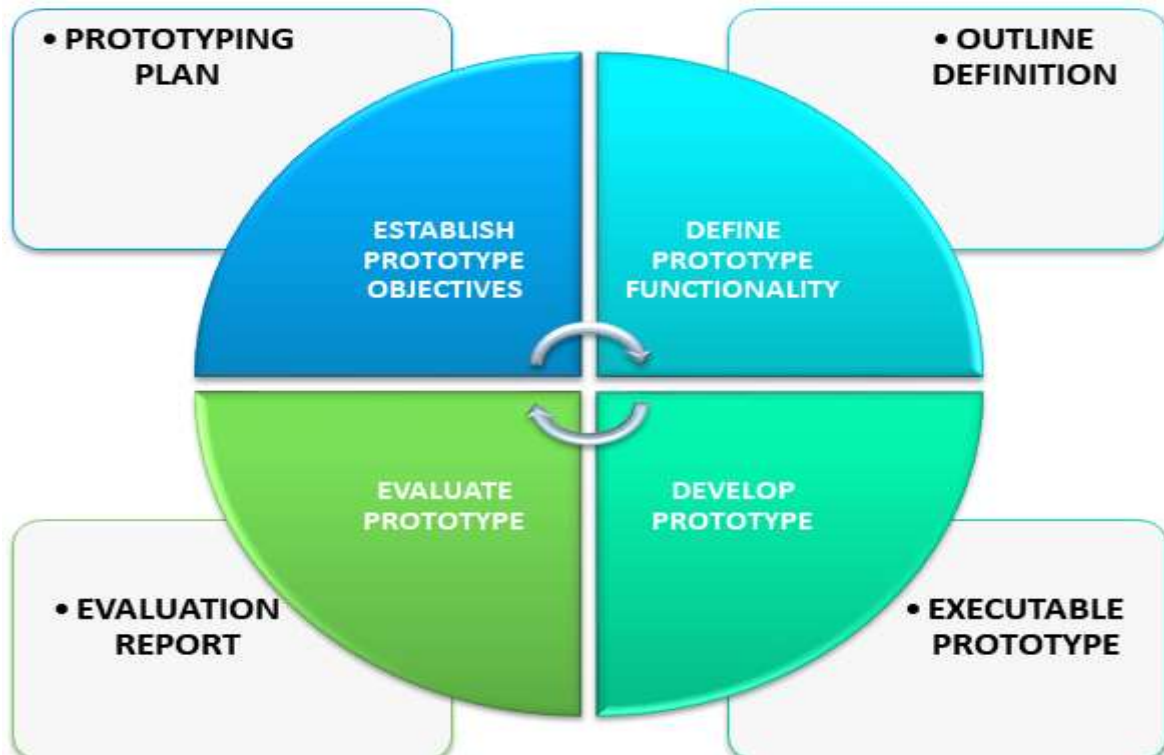 • PROTOTYPING
PLAN
• OUTLINE
DEFINITION
ESTABLISH
PROTOTYPE
OBJECTIVES
DEFINE
PROTOTYPE
FUNCTIONALITY
EVALUATE
PROTOTYPE
DEVELOP
PROTOTYPE
• EVALUATION
REPORT
• EXECUTABLE
PROTOTYPE